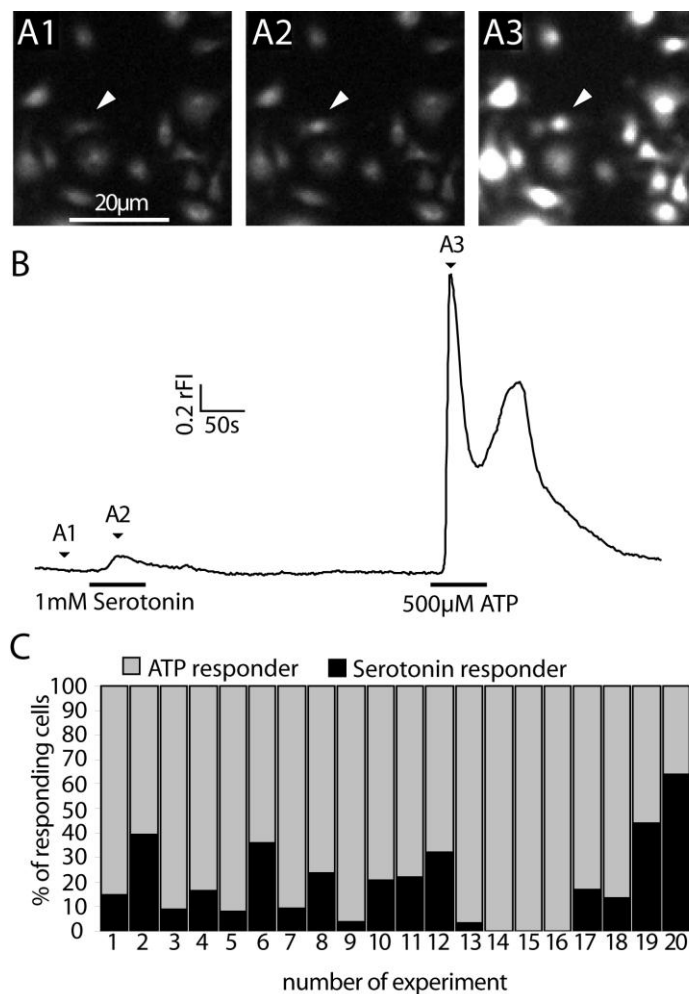 A1 A2 A3
20µm
B
A3
0.2 rFI
50s
A1
A2
1mM Serotonin
500µM ATP
C
ATP responder Serotonin responder
100
90
80
70
60
50
40
30
20
10
0
% of responding cells
1 2 3 4 5 6 7 8 9 10 11 12 13 14 15 16 17 18 19 20
number of experiment